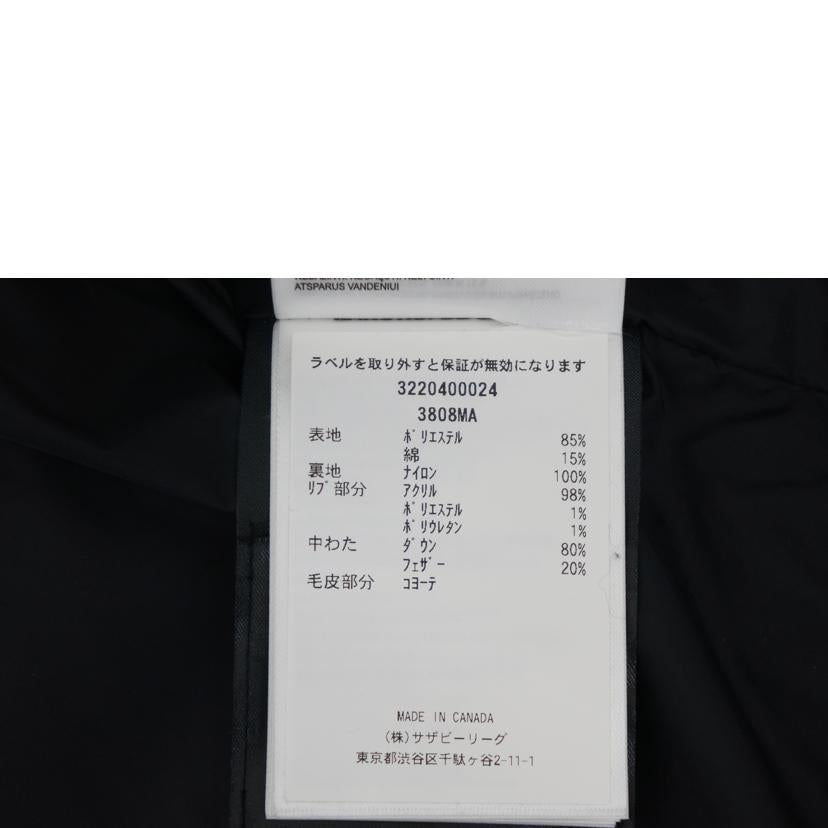 ATSPARUS VANDENIUI
ラベルを取り外すと保証が無効になります
3220400024
3808MA
表地 ﾎﾟﾘｴｽﾃﾙ 85%
綿 15%
裏地 ﾅｲﾛﾝ 100%
ﾘﾌﾞ部分 ｱｸﾘﾙ 98%
ﾎﾟﾘｴｽﾃﾙ 1%
ﾎﾟﾘｳﾚﾀﾝ 1%
中わた ﾀﾞｳﾝ 80%
ﾌｪｻﾞｰ 20%
毛皮部分 ｺﾖｰﾃ
MADE IN CANADA
(株)サザビーリーグ
東京都渋谷区千駄ヶ谷2-11-1